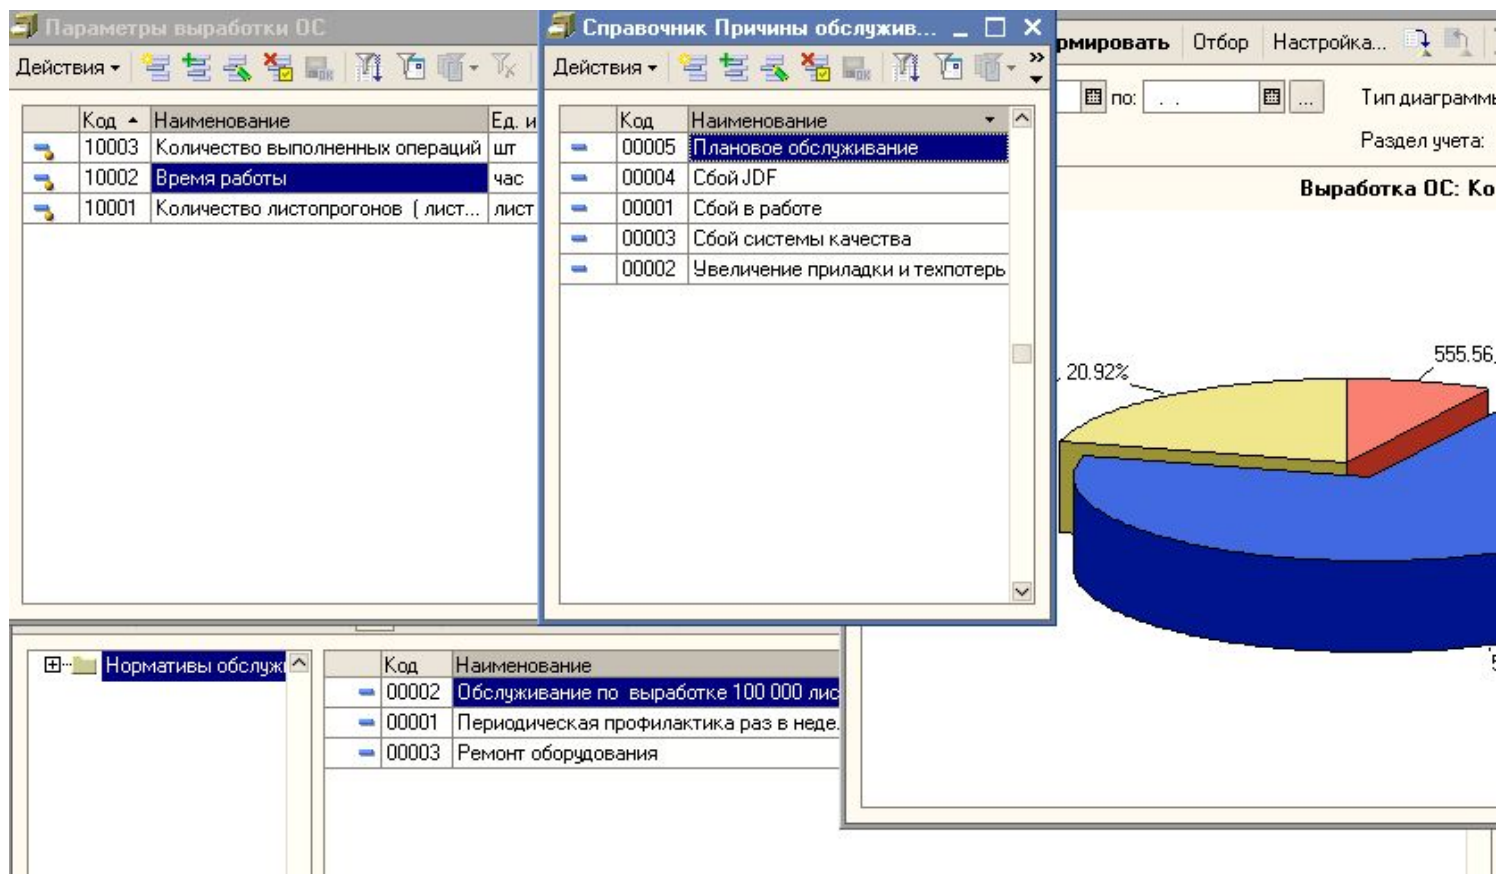 Параметры выработки ОС
Действия
Код Наименование Ед. и
10003 Количество выполненных операций шт
10002 Время работы час
10001 Количество листопрогонов ( лист... лист
Справочник Причины обслужив...
Действия
Код Наименование
00005 Плановое обслуживание
00004 Сбой JDF
00001 Сбой в работе
00003 Сбой системы качества
00002 Увеличение приладки и техпотерь
рмировать Отбор Настройка...
по: . . ... Тип диаграммы
Раздел учета:
Выработка ОС: Ко
555.56,
, 20.92%
Нормативы обслужи
Код Наименование
00002 Обслуживание по выработке 100 000 лис
00001 Периодическая профилактика раз в неде.
00003 Ремонт оборудования